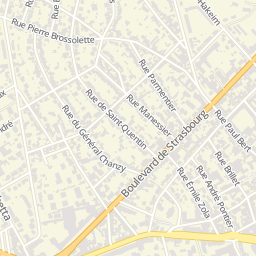 Hakeim
Rue Pierre Brossolette
Rue Parmentier
Rue Manessier
Rue de Saint-Quentin
Rue du Général Chanzy
Boulevard de Strasbourg
Rue Paul Bert
Rue Brillet
Rue André Pontier
Rue Émile Zola